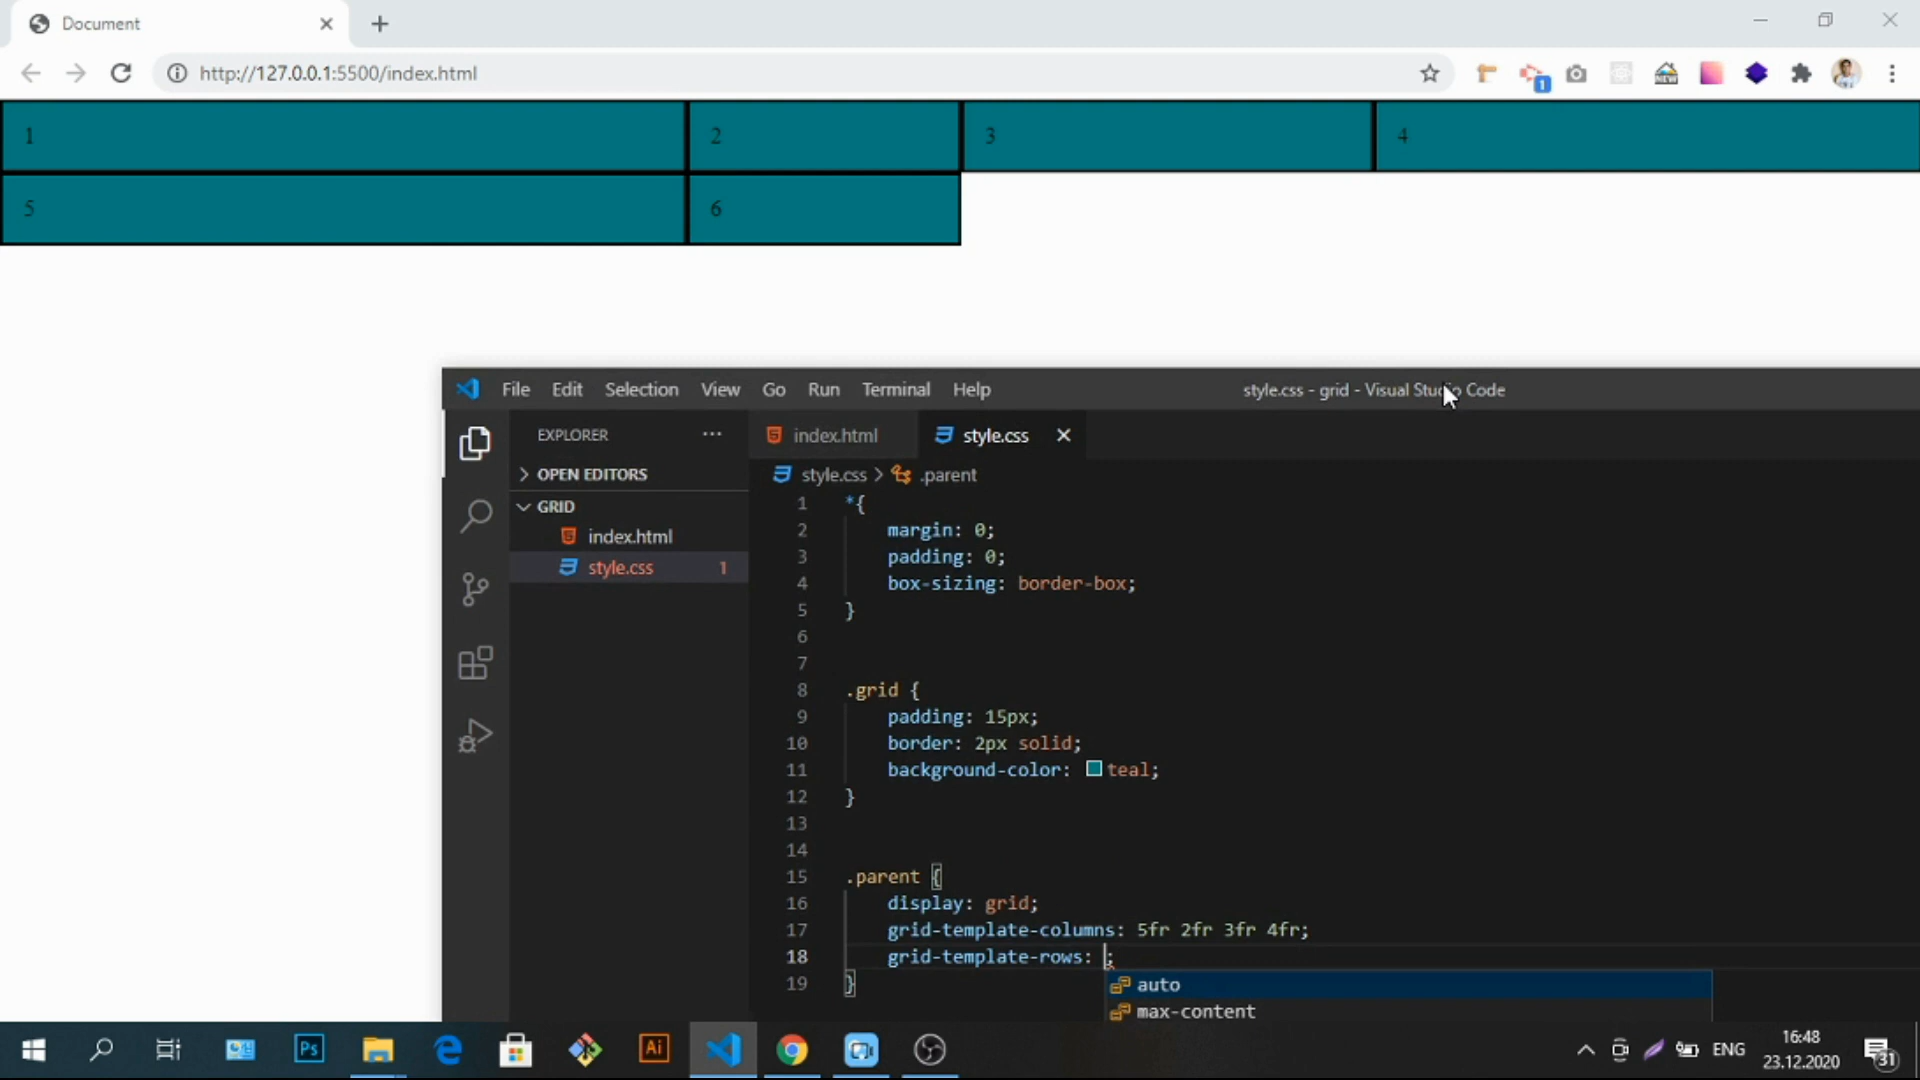 Document
http://127.0.0.1:5500/index.html
1
1 2 3 4
5 6
File Edit Selection View Go Run Terminal Help
style.css - grid - Visual Studio Code
EXPLORER
index.html
style.css
OPEN EDITORS
style.css > .parent
GRID
index.html
style.css 1
1 *{
2 margin: 0;
3 padding: 0;
4 box-sizing: border-box;
5 }
6
7
8 .grid {
9 padding: 15px;
10 border: 2px solid;
11 background-color: teal;
12 }
13
14
15 .parent {
16 display: grid;
17 grid-template-columns: 5fr 2fr 3fr 4fr;
18 grid-template-rows: ;
19 }
auto
max-content
Ps
Ai
ENG
16:48
23.12.2020
31